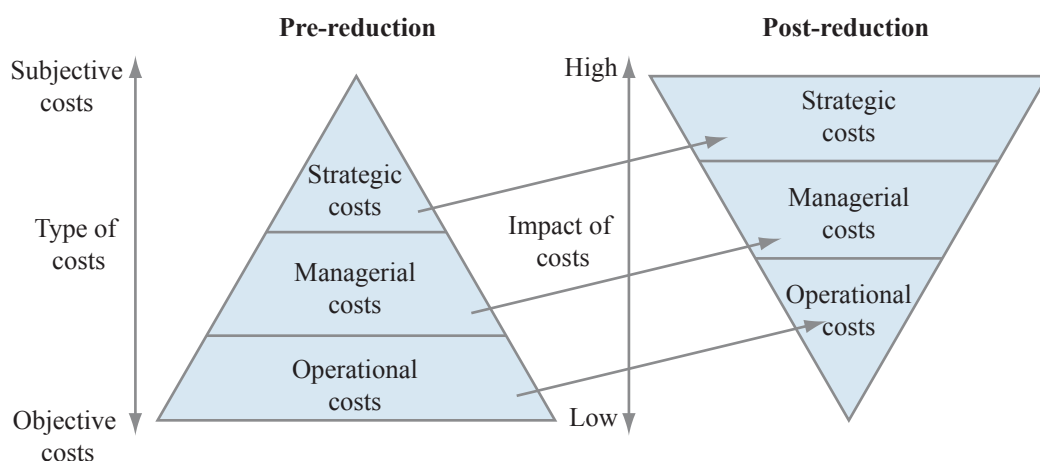 Pre-reduction
Subjective
costs
Type of
costs
Objective
costs
Strategic
costs
Managerial
costs
Operational
costs
Post-reduction
High
Impact of
costs
Low
Strategic
costs
Managerial
costs
Operational
costs